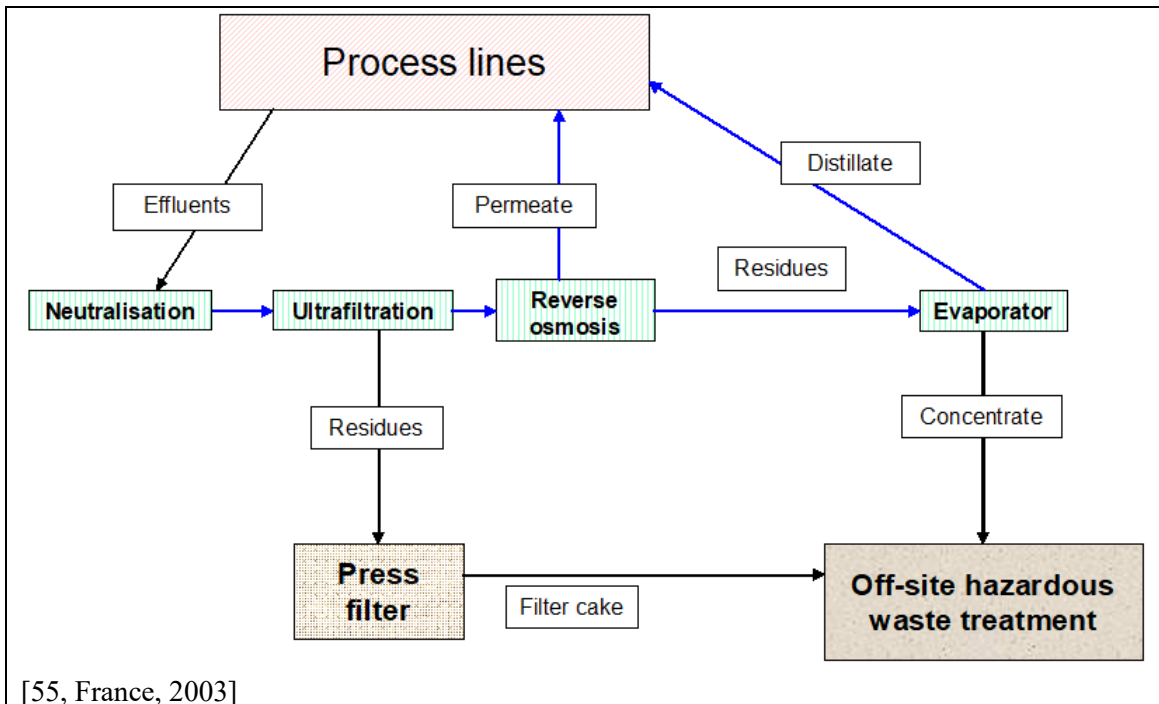 Process lines
Distillate
Effluents
Permeate
Residues
Neutralisation
Ultrafiltration
Reverse
osmosis
Evaporator
Residues
Concentrate
Press
filter
Filter cake
Off-site hazardous
waste treatment
[55, France, 2003]